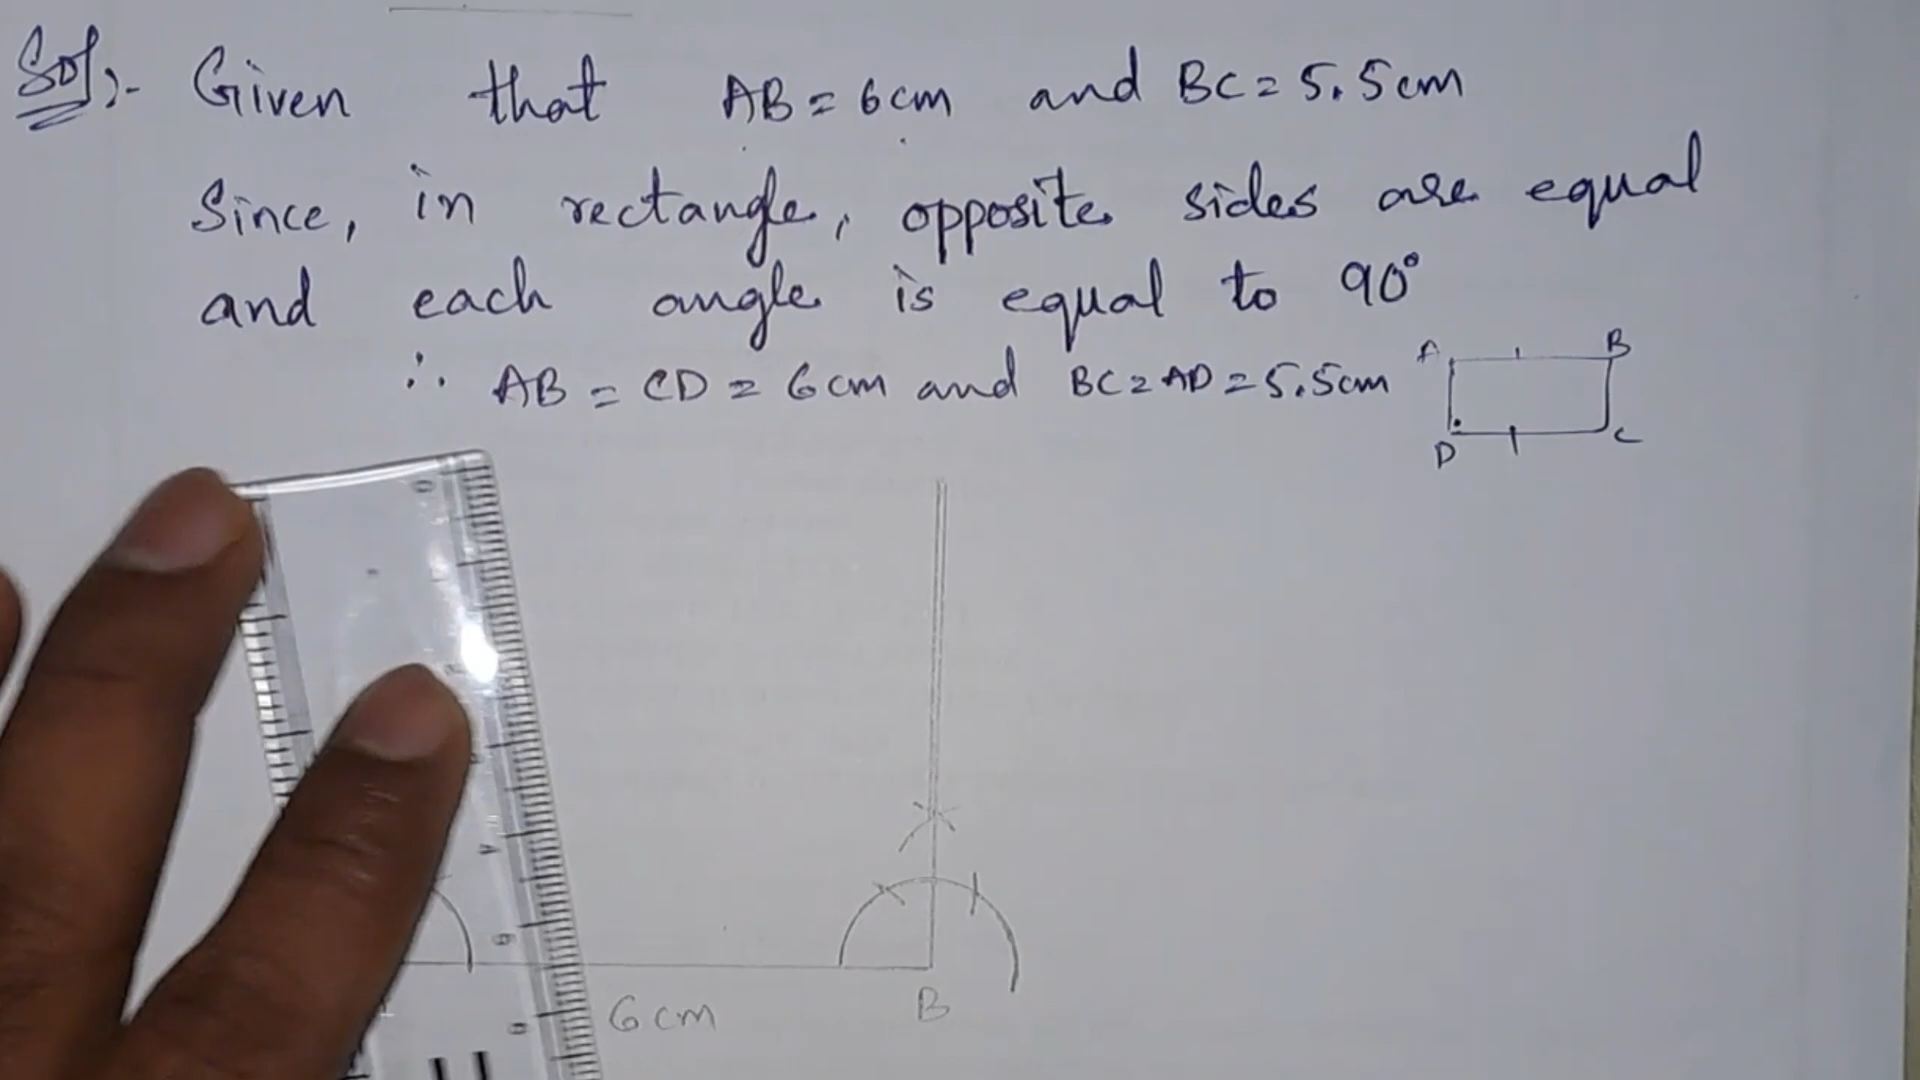 Sol:- Given that AB = 6cm and BC = 5.5cm
Since, in rectangle, opposite sides are equal
and each angle is equal to 90°
∴ AB = CD = 6cm and BC = AD = 5.5cm
A B
D C
6cm B